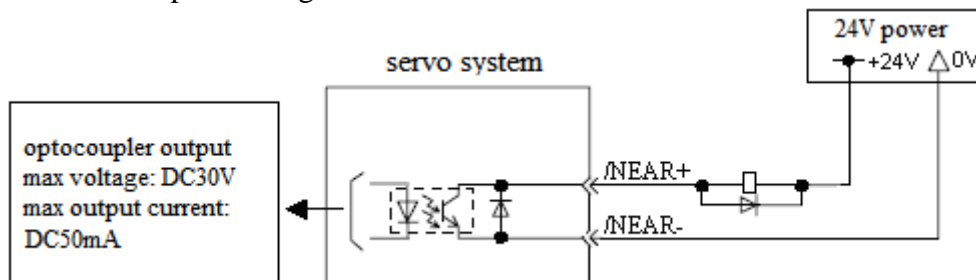 24V power
+24V 0V
servo system
optocoupler output
max voltage: DC30V
max output current:
DC50mA
/NEAR+
/NEAR-